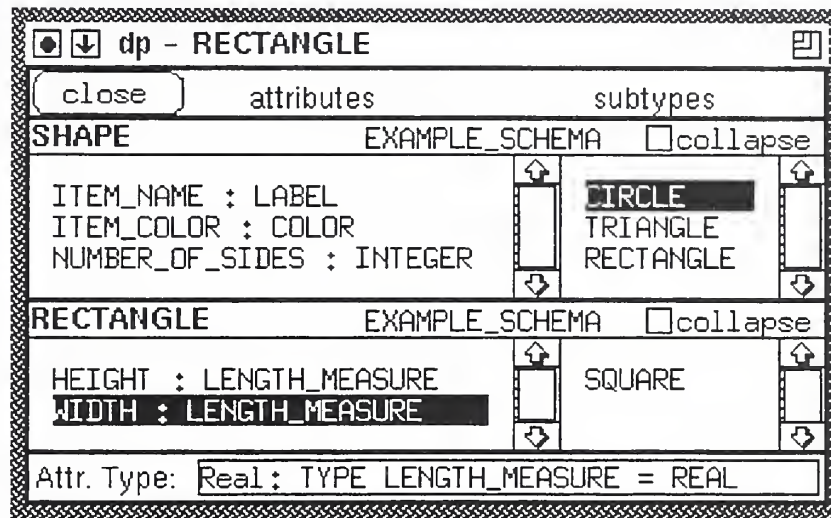 dp - RECTANGLE
close attributes subtypes
SHAPE EXAMPLE_SCHEMA collapse
ITEM_NAME : LABEL CIRCLE
ITEM_COLOR : COLOR TRIANGLE
NUMBER_OF_SIDES : INTEGER RECTANGLE
RECTANGLE EXAMPLE_SCHEMA collapse
HEIGHT : LENGTH_MEASURE SQUARE
WIDTH : LENGTH_MEASURE
Attr. Type: Real: TYPE LENGTH_MEASURE = REAL